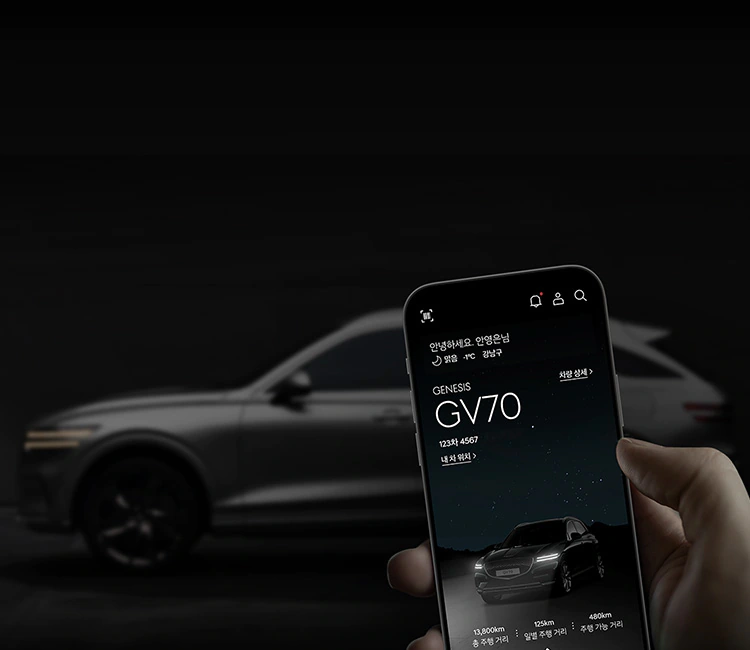 안녕하세요. 안영은님
맑음 -1°C 강남구
차량 상세 >
GENESIS
GV70
123차 4567
내 차 위치 >
13,800km
총 주행 거리
125km
일별 주행 거리
480km
주행 가능 거리